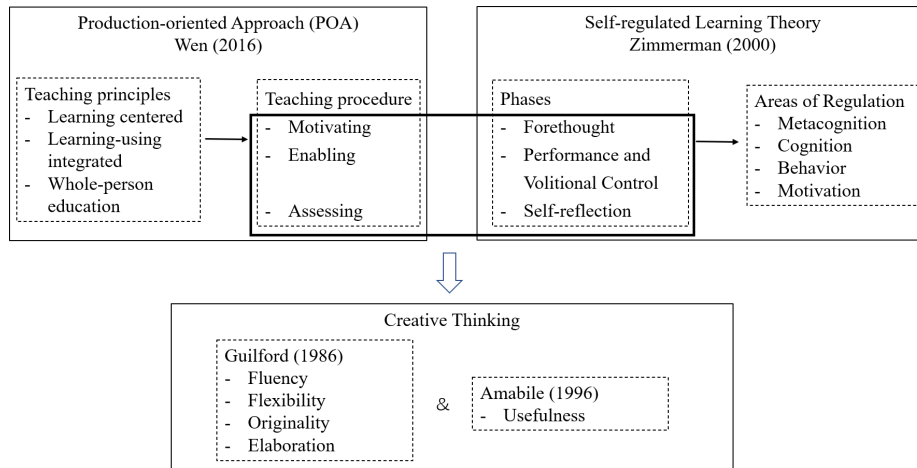 Production-oriented Approach (POA)
Wen (2016)
Teaching principles
- Learning centered
- Learning-using
integrated
- Whole-person
education
Teaching procedure
- Motivating
- Enabling
- Assessing
Self-regulated Learning Theory
Zimmerman (2000)
Phases
- Forethought
- Performance and
Volitional Control
- Self-reflection
Areas of Regulation
- Metacognition
- Cognition
- Behavior
- Motivation
Creative Thinking
Guilford (1986)
- Fluency
- Flexibility
- Originality
- Elaboration
&
Amabile (1996)
- Usefulness